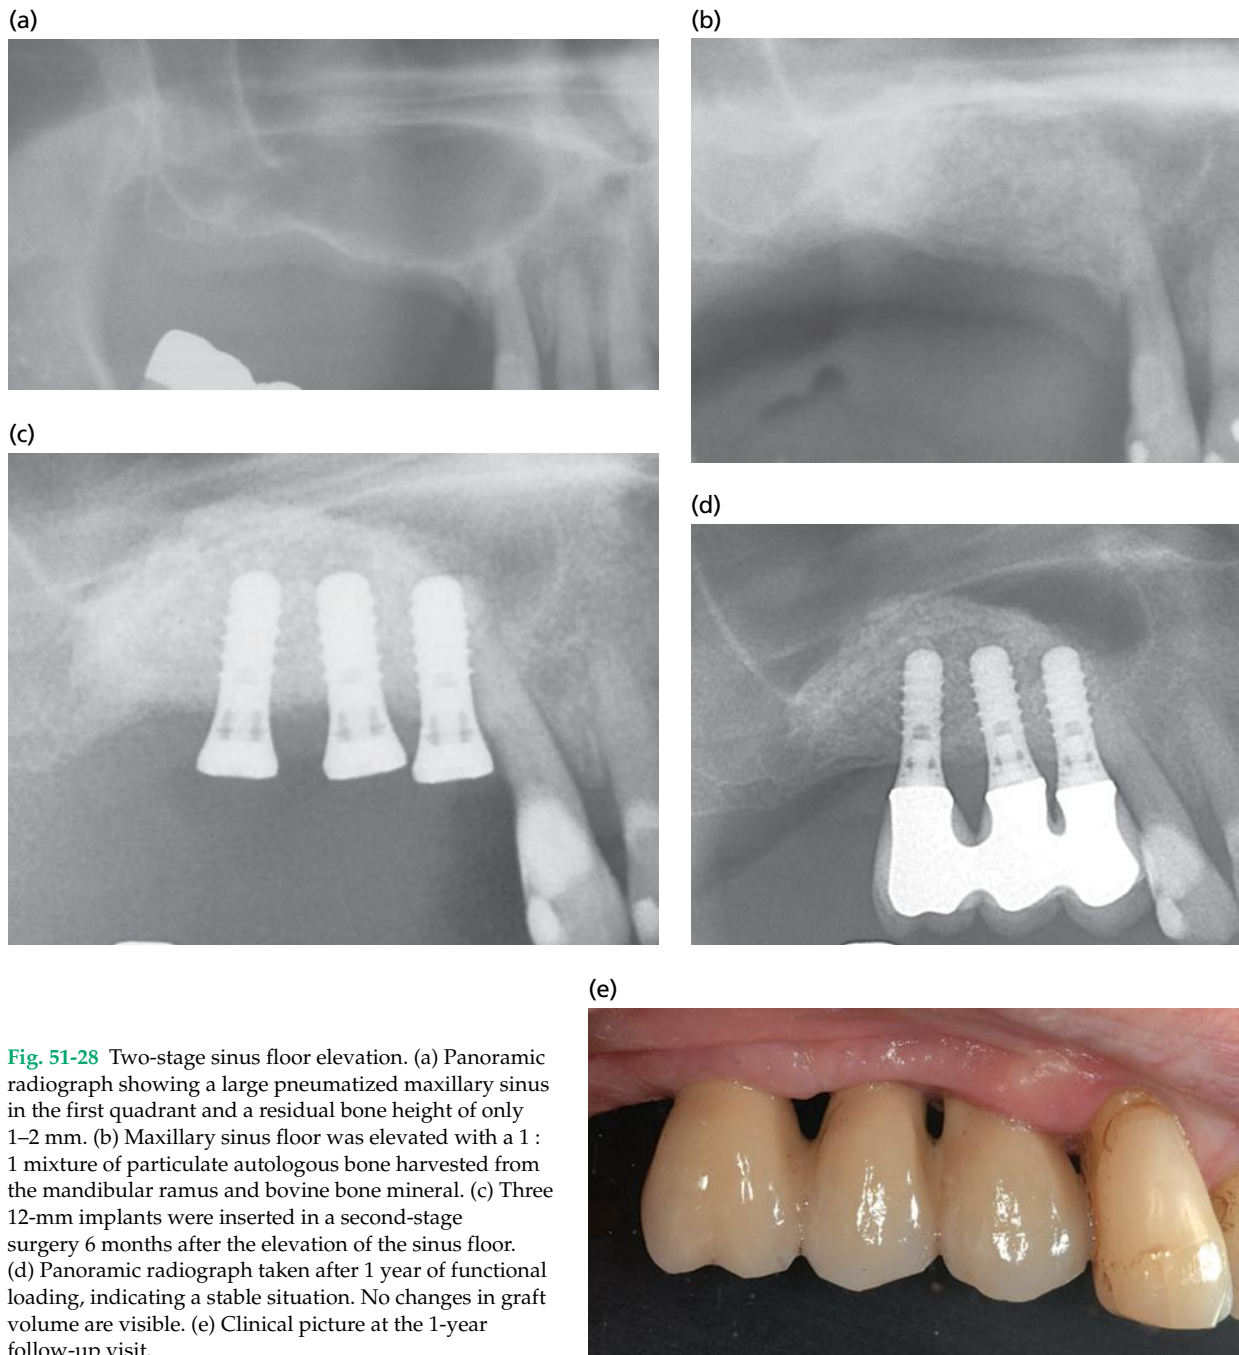 (a)
(b)
(c)
(d)
(e)
Fig. 51-28 Two-stage sinus floor elevation. (a) Panoramic
radiograph showing a large pneumatized maxillary sinus
in the first quadrant and a residual bone height of only
1–2 mm. (b) Maxillary sinus floor was elevated with a 1 :
1 mixture of particulate autologous bone harvested from
the mandibular ramus and bovine bone mineral. (c) Three
12-mm implants were inserted in a second-stage
surgery 6 months after the elevation of the sinus floor.
(d) Panoramic radiograph taken after 1 year of functional
loading, indicating a stable situation. No changes in graft
volume are visible. (e) Clinical picture at the 1-year
follow-up visit.